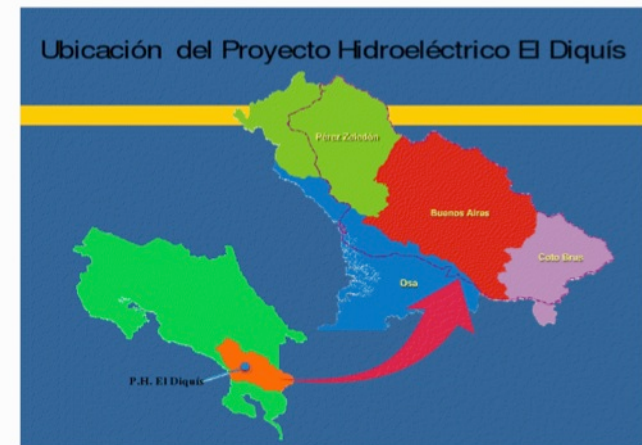 Ubicación del Proyecto Hidroeléctrico El Diquís
Pérez Zeledón
Buenos Aires
Coto Brus
Osa
P.H. El Diquís